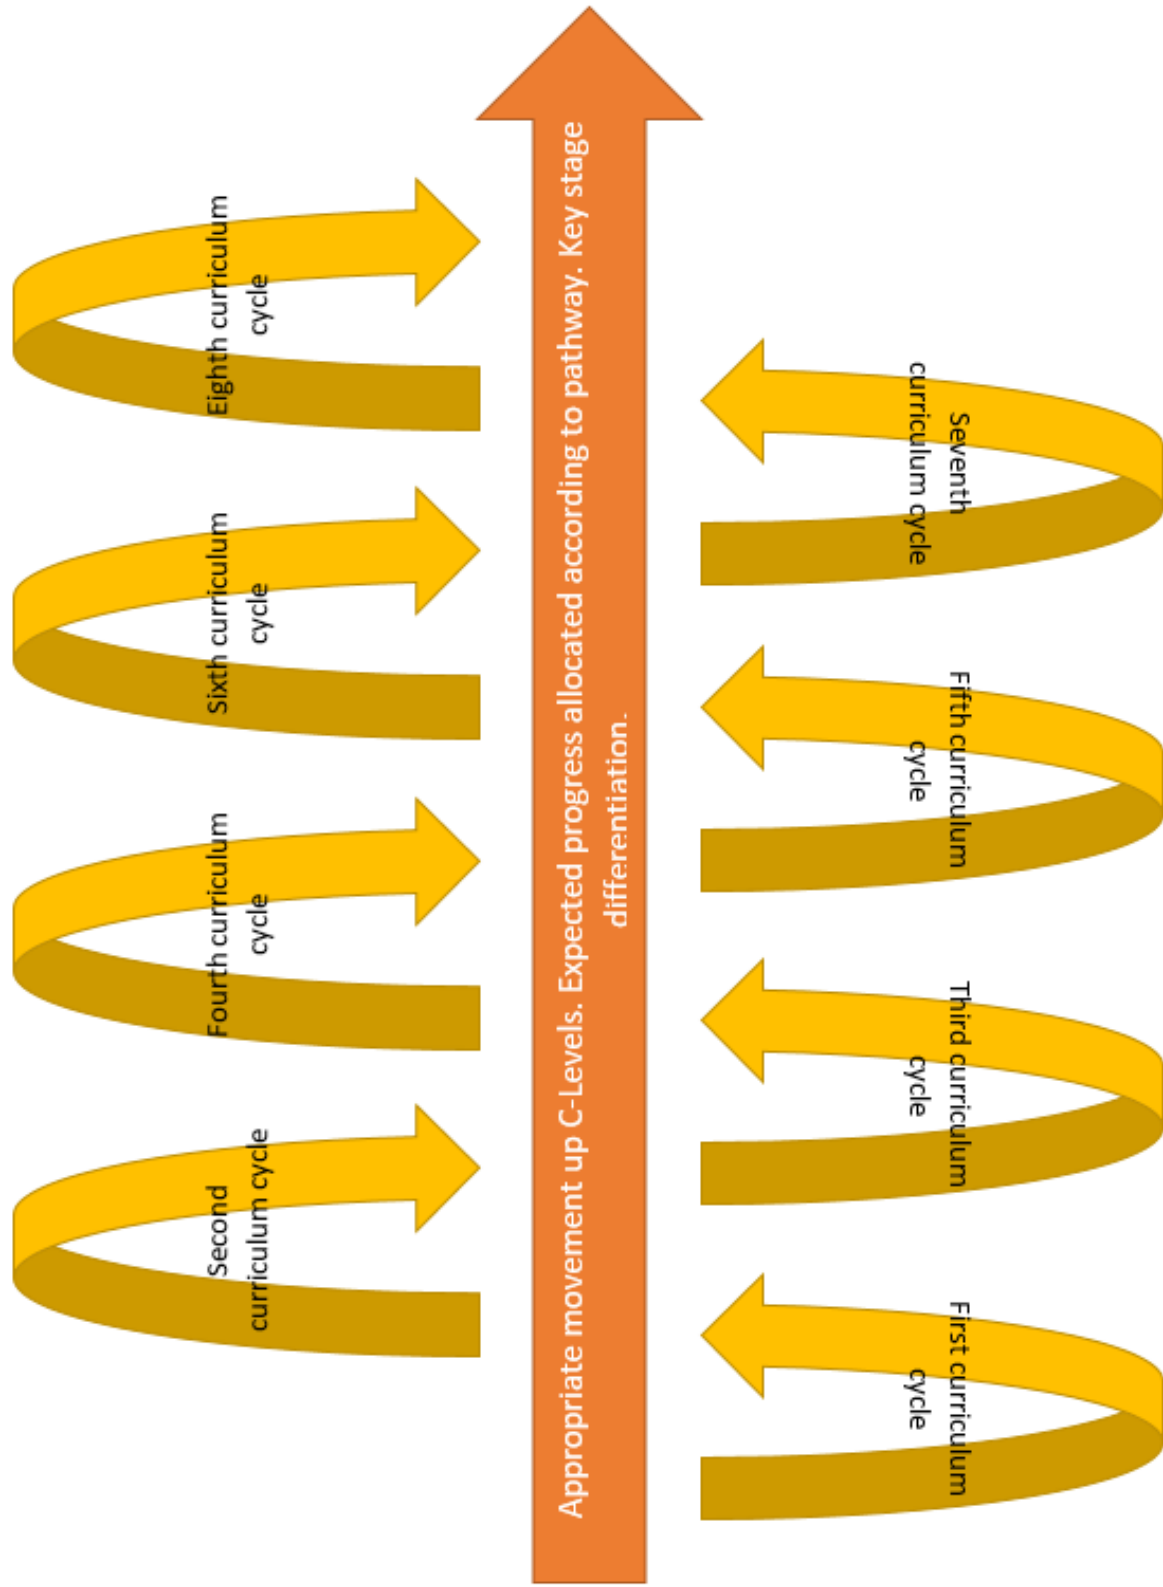 Eighth curriculum
cycle
Sixth curriculum
cycle
Fourth curriculum
cycle
Second
curriculum cycle
Appropriate movement up C-Levels. Expected progress allocated according to pathway. Key stage
differentiation.
Seventh
curriculum cycle
Fifth curriculum
cycle
Third curriculum
cycle
First curriculum
cycle